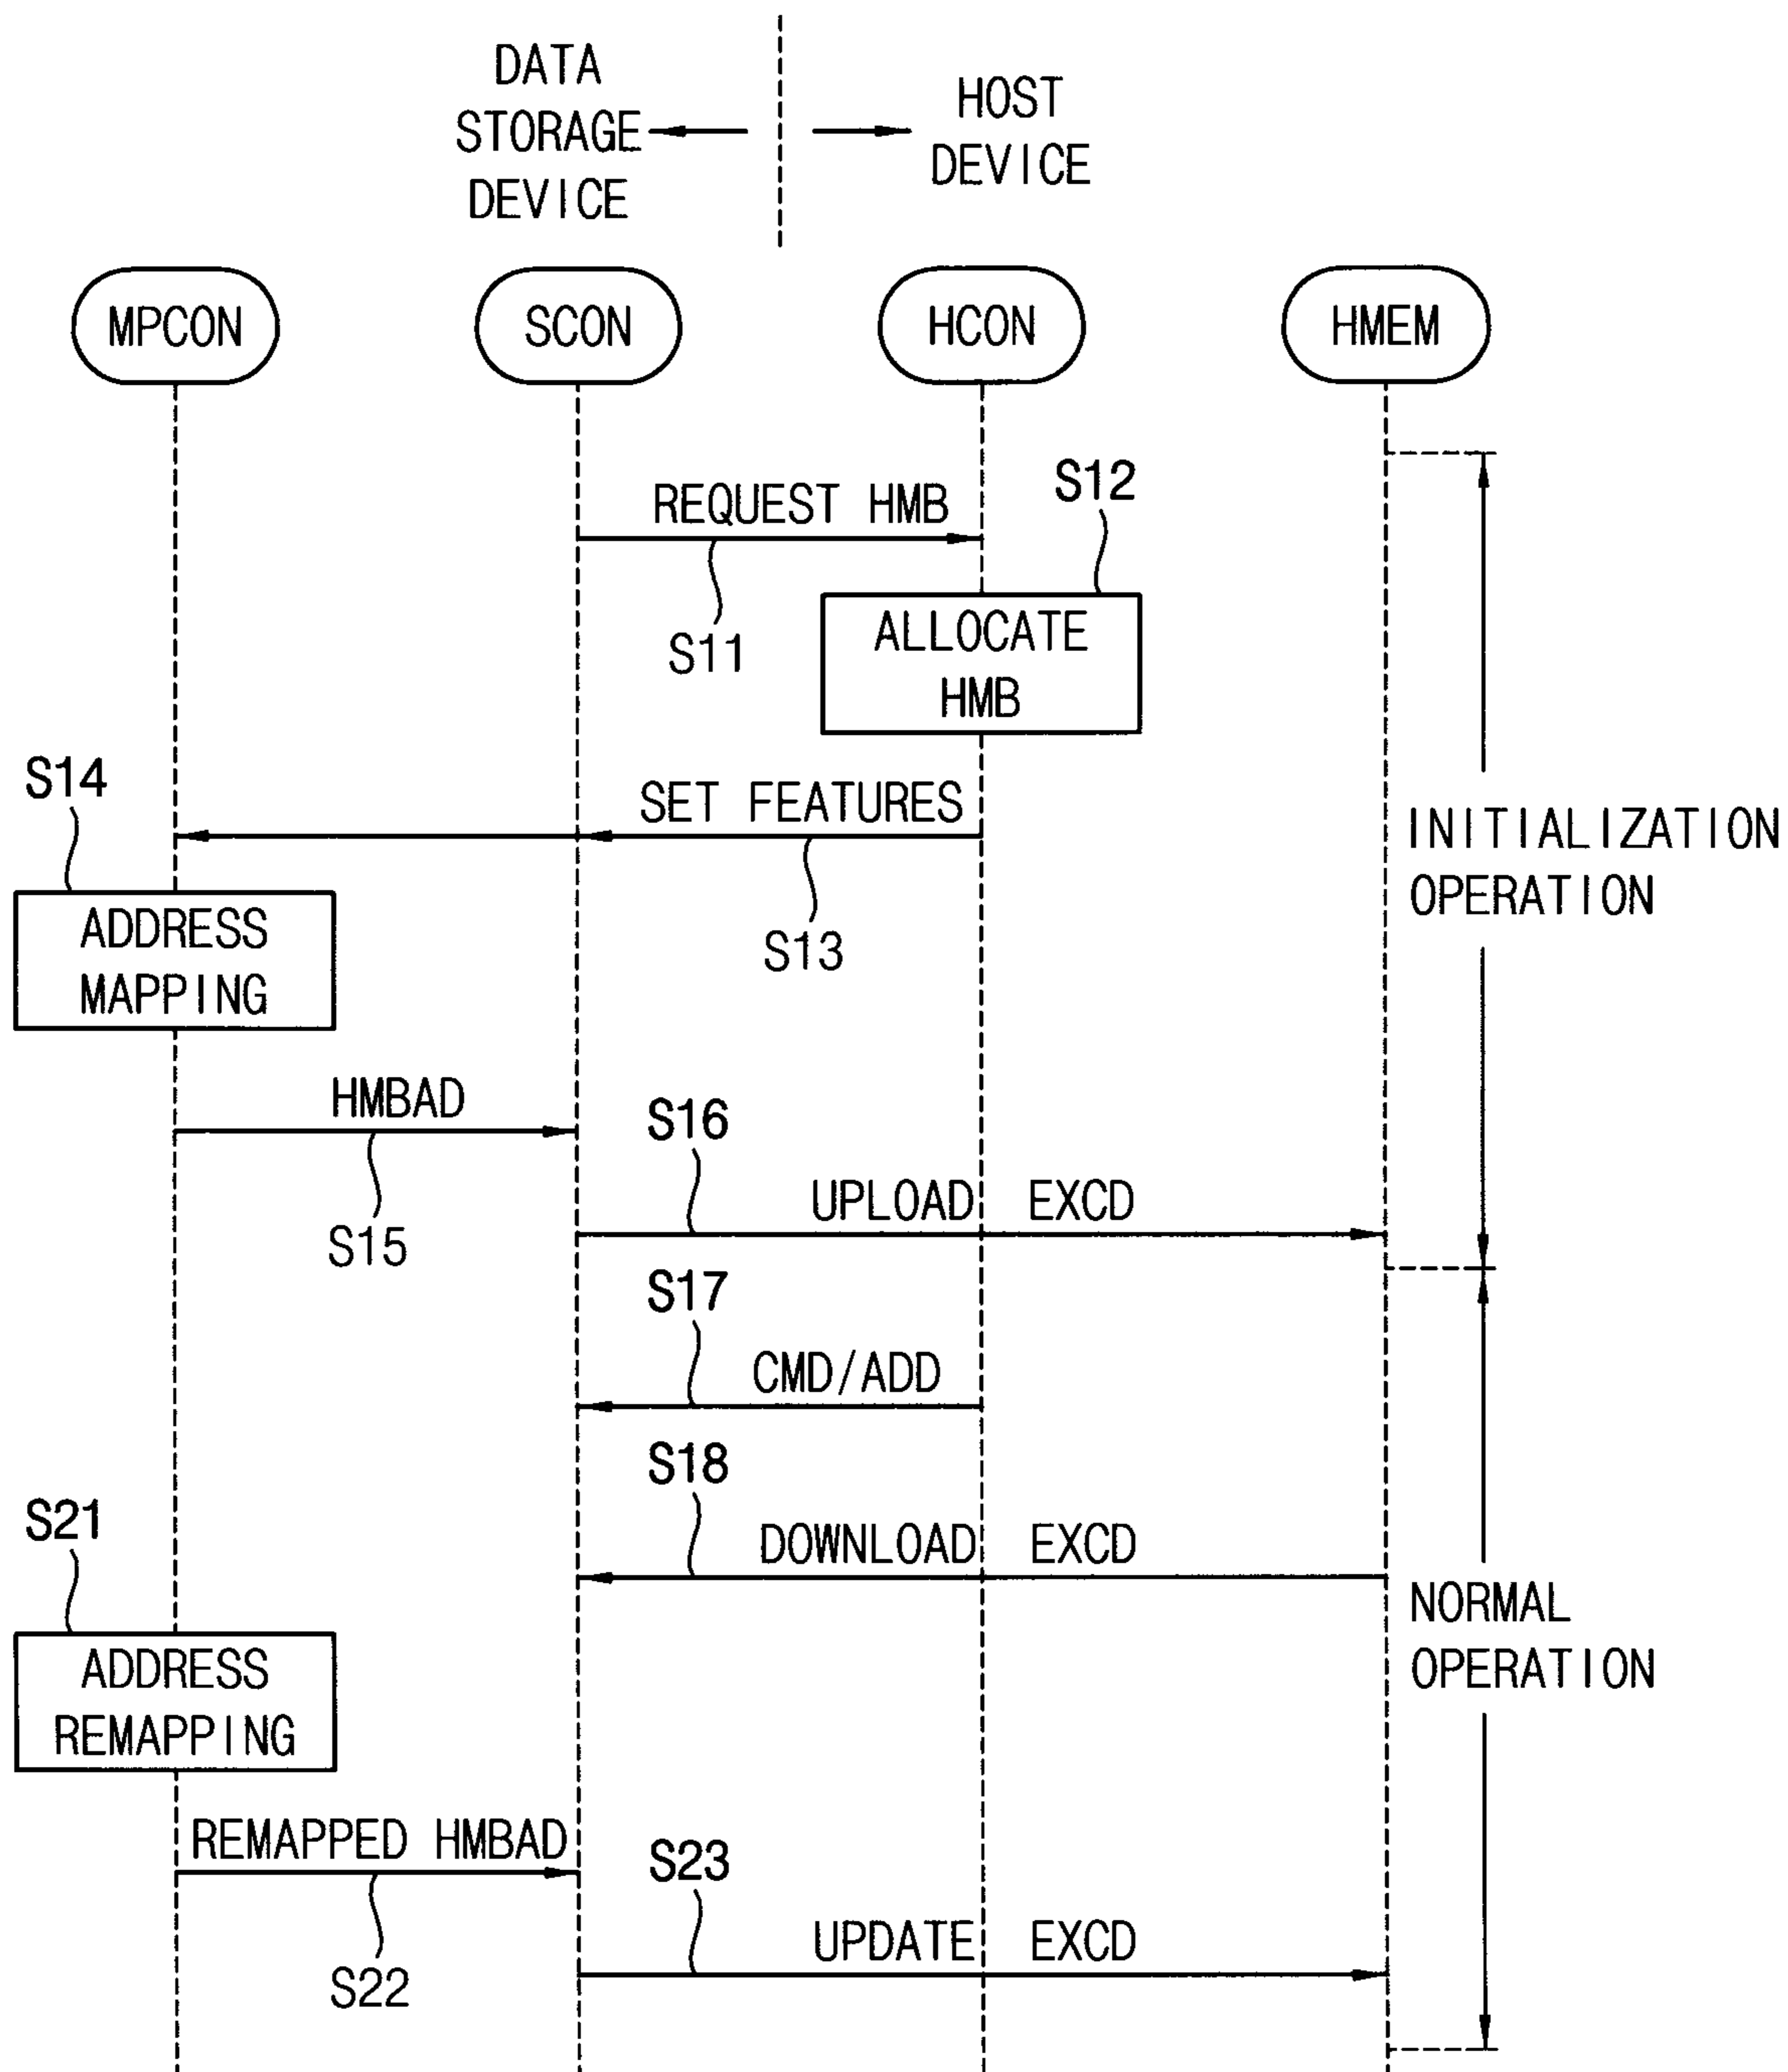 DATA
STORAGE
DEVICE
HOST
DEVICE
MPCON
SCON
HCON
HMEM
S12
REQUEST HMB
S11
ALLOCATE
HMB
S14
SET FEATURES
S13
INITIALIZATION
OPERATION
ADDRESS
MAPPING
HMBAD
S15
S16
UPLOAD EXCD
S17
CMD/ADD
S18
DOWNLOAD EXCD
S21
ADDRESS
REMAPPING
NORMAL
OPERATION
REMAPPED HMBAD
S22
S23
UPDATE EXCD